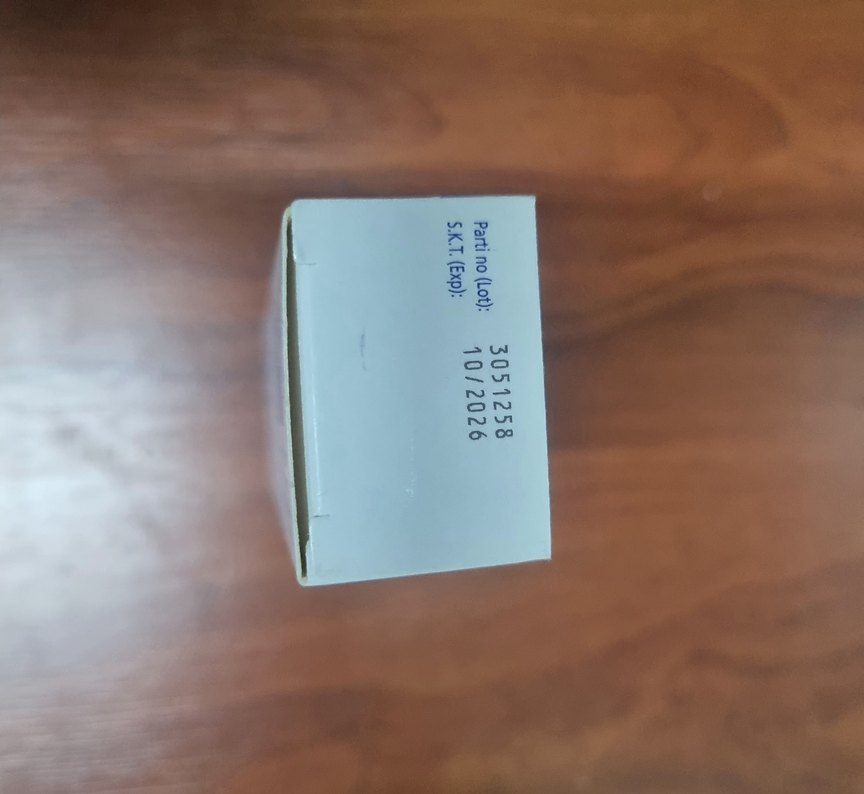 Parti no (Lot): 3051258
S.K.T. (Exp): 10/2026